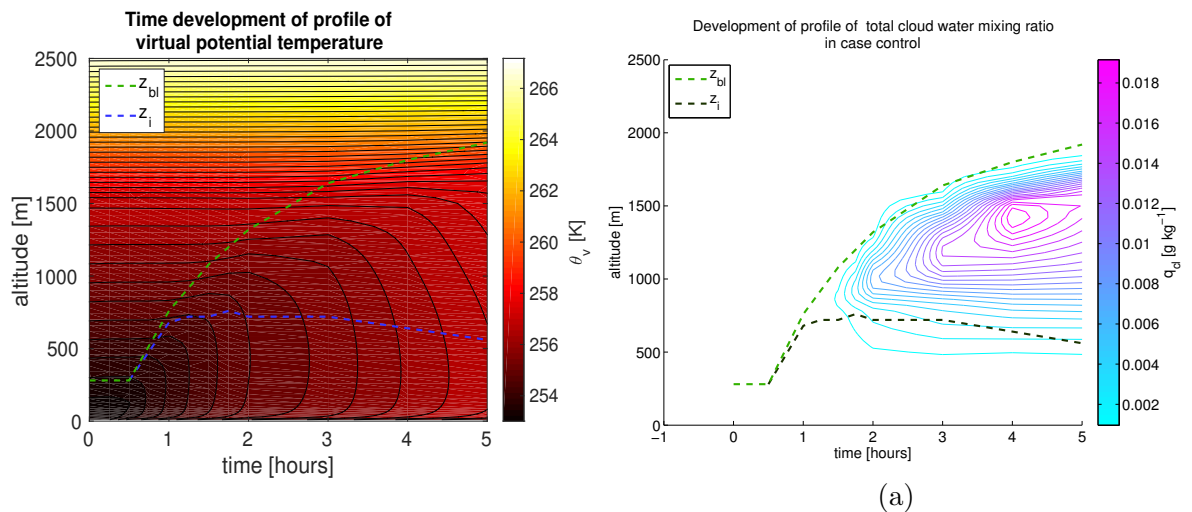 Time development of profile of
virtual potential temperature
altitude [m]
2500
2000
1500
1000
500
0
z_bl
z_i
0 1 2 3 4 5
time [hours]
266
264
262
260
258
256
254
θ_v [K]
Development of profile of total cloud water mixing ratio
in case control
altitude [m]
2500
2000
1500
1000
500
0
z_bl
z_i
−1 0 1 2 3 4 5
time [hours]
0.018
0.016
0.014
0.012
0.01
0.008
0.006
0.004
0.002
q_cl [g kg⁻¹]
(a)